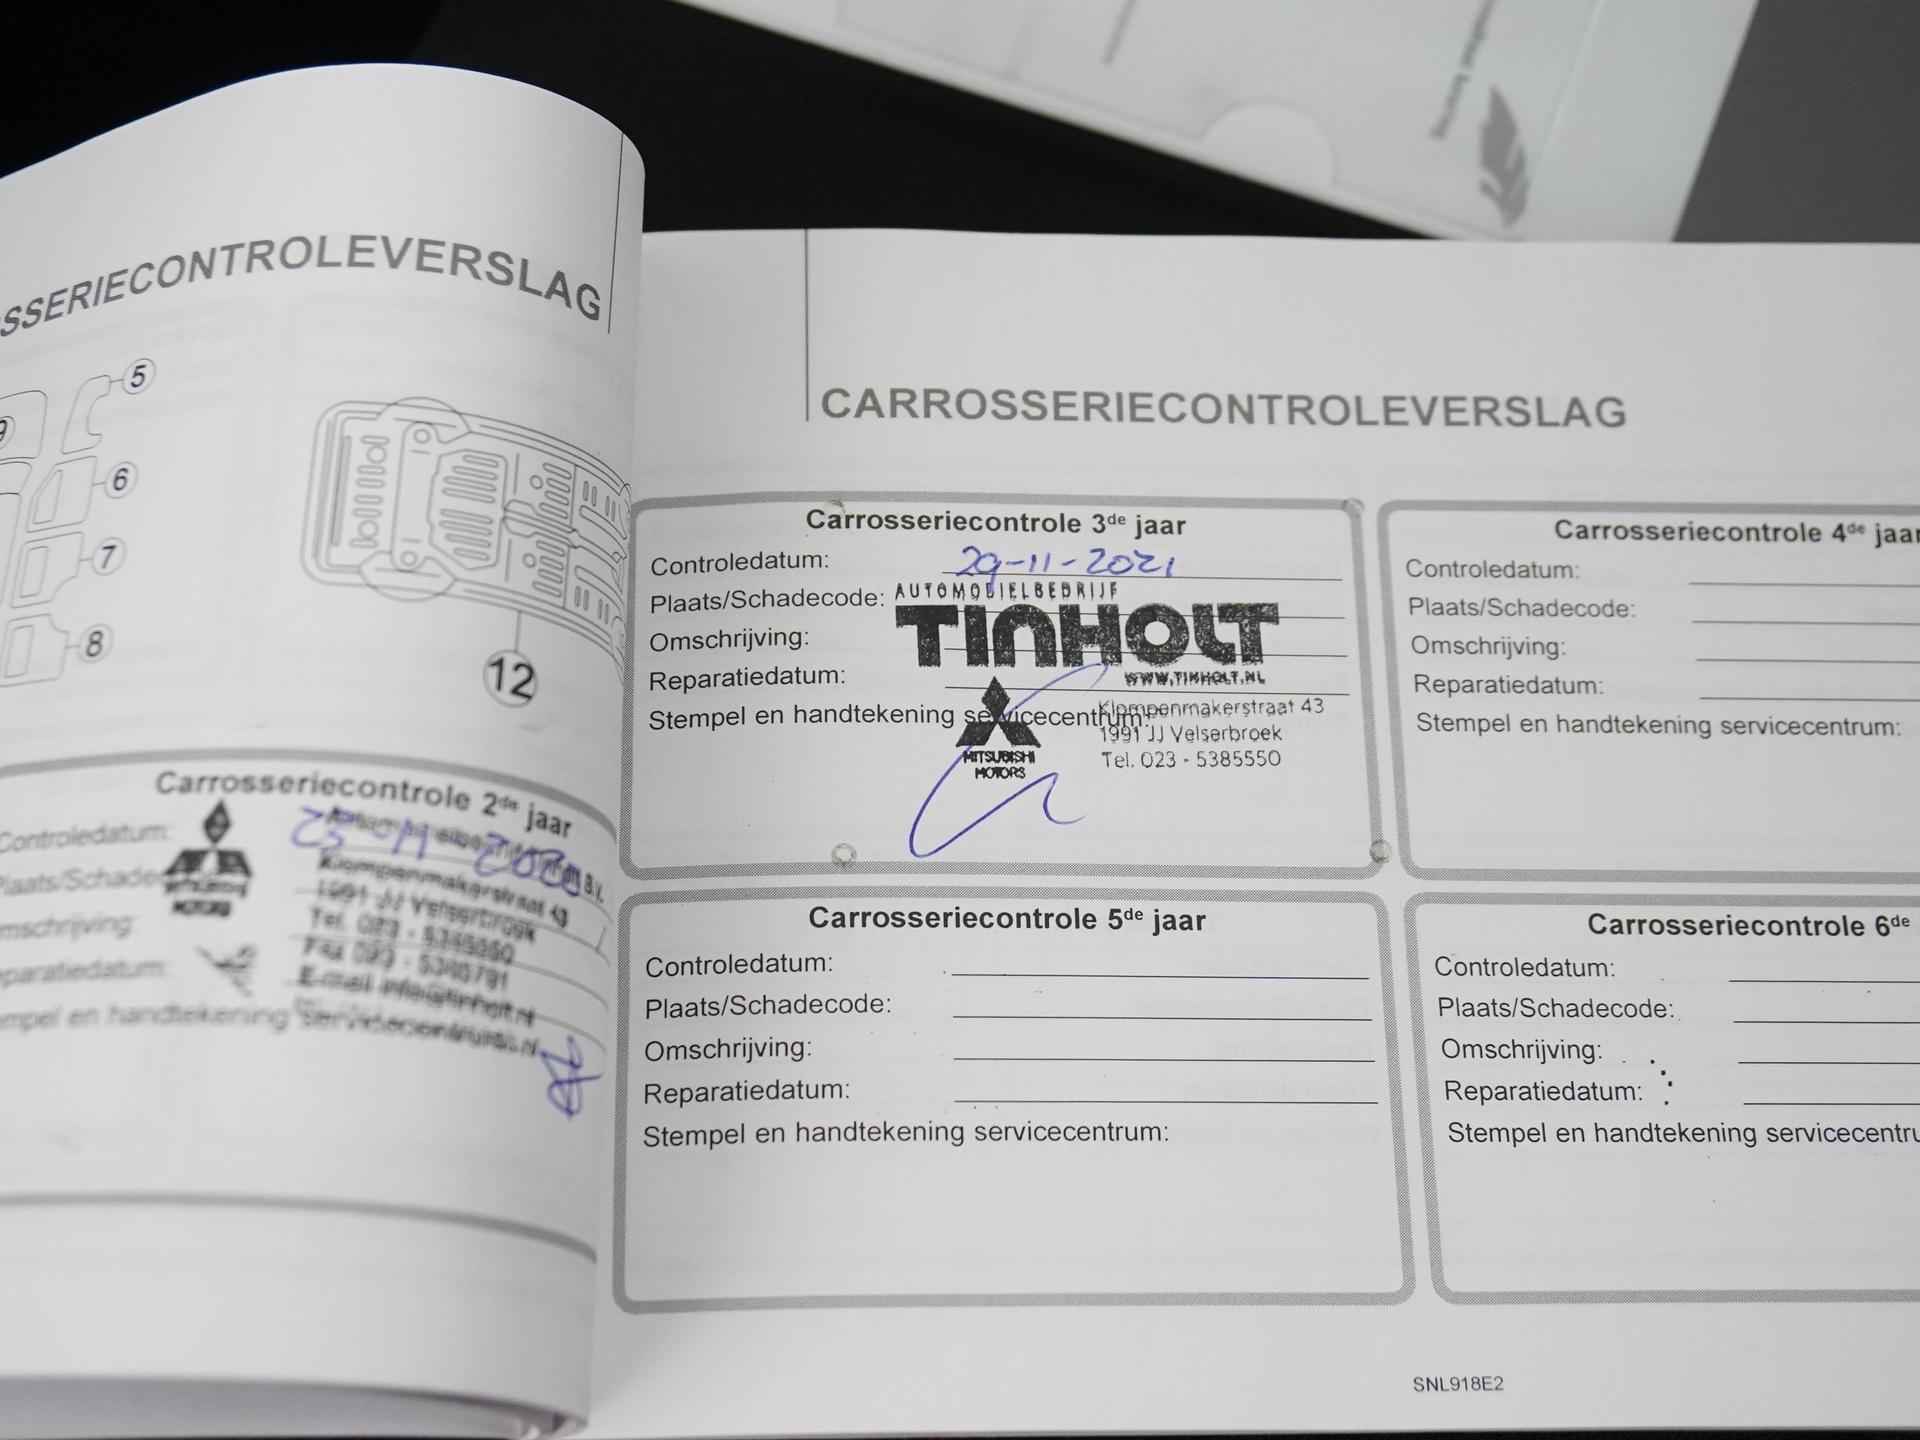 SSERIECONTROLEVERSLAG
5
9
6
7
8
12
Carrosseriecontrole 2de jaar
Controledatum:
MITSUBISHI
MOTORS
Klompenmakerstraat 43
1991 JJ Velserbroek
E-mail info@tinholt.nl
CARROSSERIECONTROLEVERSLAG
Carrosseriecontrole 3de jaar
Controledatum: 29-11-2021
Plaats/Schadecode:
Omschrijving:
Reparatiedatum:
Stempel en handtekening servicecentrum:
AUTOMOBIELBEDRIJF
TINHOLT
WWW.TINHOLT.NL
Klompenmakerstraat 43
1991 JJ Velserbroek
Tel. 023 - 5385550
MITSUBISHI
MOTORS
Carrosseriecontrole 4de jaar
Controledatum:
Plaats/Schadecode:
Omschrijving:
Reparatiedatum:
Stempel en handtekening servicecentrum:
Carrosseriecontrole 5de jaar
Controledatum:
Plaats/Schadecode:
Omschrijving:
Reparatiedatum:
Stempel en handtekening servicecentrum:
Carrosseriecontrole 6de
Controledatum:
Plaats/Schadecode:
Omschrijving:
Reparatiedatum:
Stempel en handtekening servicecentru
SNL918E2